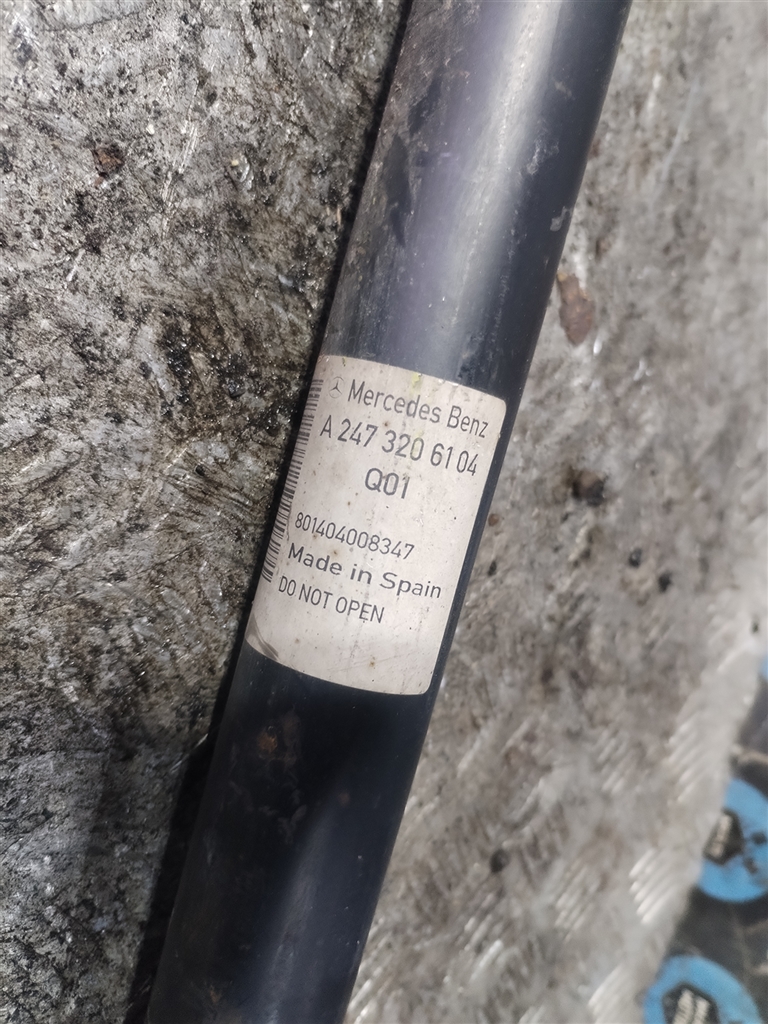 Mercedes Benz
A 247 320 61 04
Q01
801404008347
Made in Spain
DO NOT OPEN